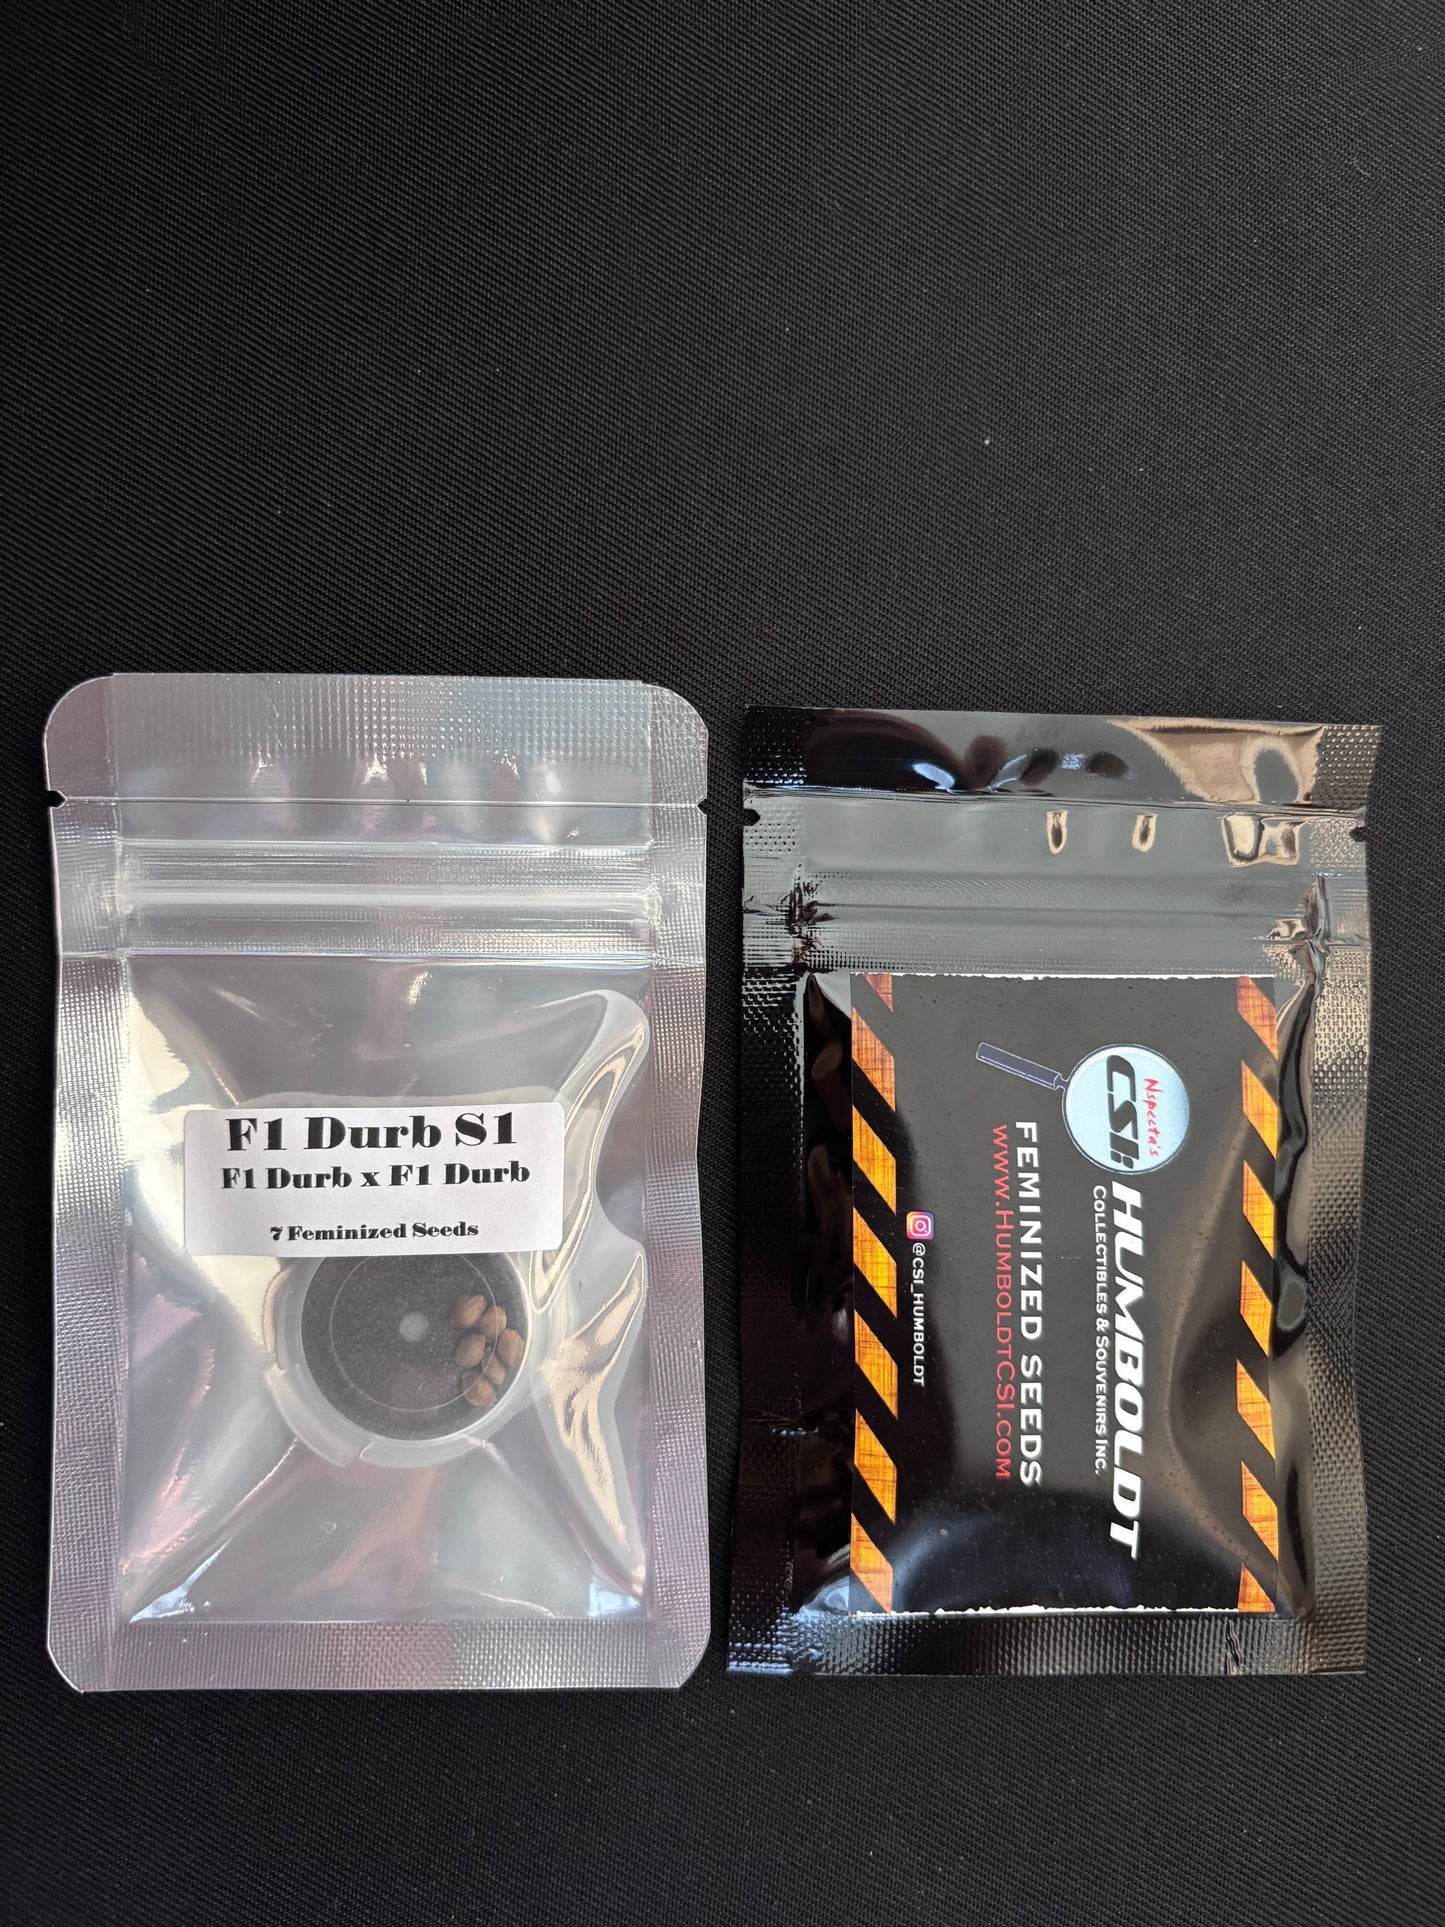 F1 Durb S1
F1 Durb x F1 Durb
7 Feminized Seeds
Nspecta's
CSI:
HUMBOLDT
COLLECTIBLES & SOUVENIRS INC.
FEMINIZED SEEDS
WWW.HUMBOLDTCSI.COM
@CSI_HUMBOLDT